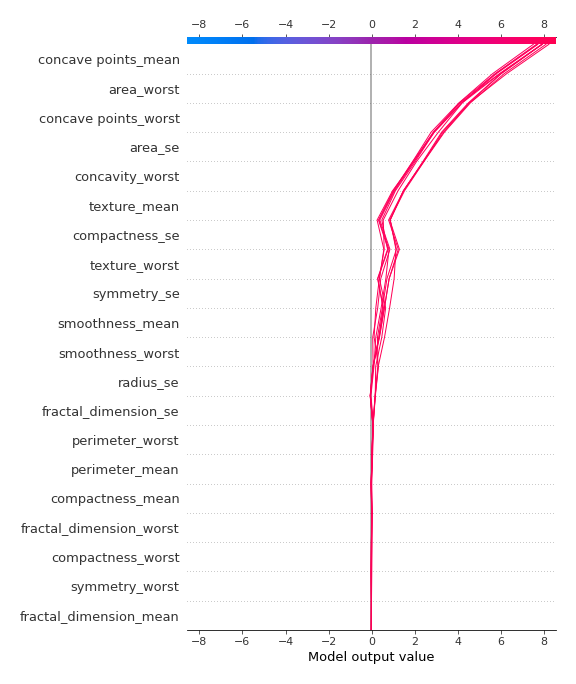 −8 −6 −4 −2 0 2 4 6 8
concave points_mean
area_worst
concave points_worst
area_se
concavity_worst
texture_mean
compactness_se
texture_worst
symmetry_se
smoothness_mean
smoothness_worst
radius_se
fractal_dimension_se
perimeter_worst
perimeter_mean
compactness_mean
fractal_dimension_worst
compactness_worst
symmetry_worst
fractal_dimension_mean
−8 −6 −4 −2 0 2 4 6 8
Model output value